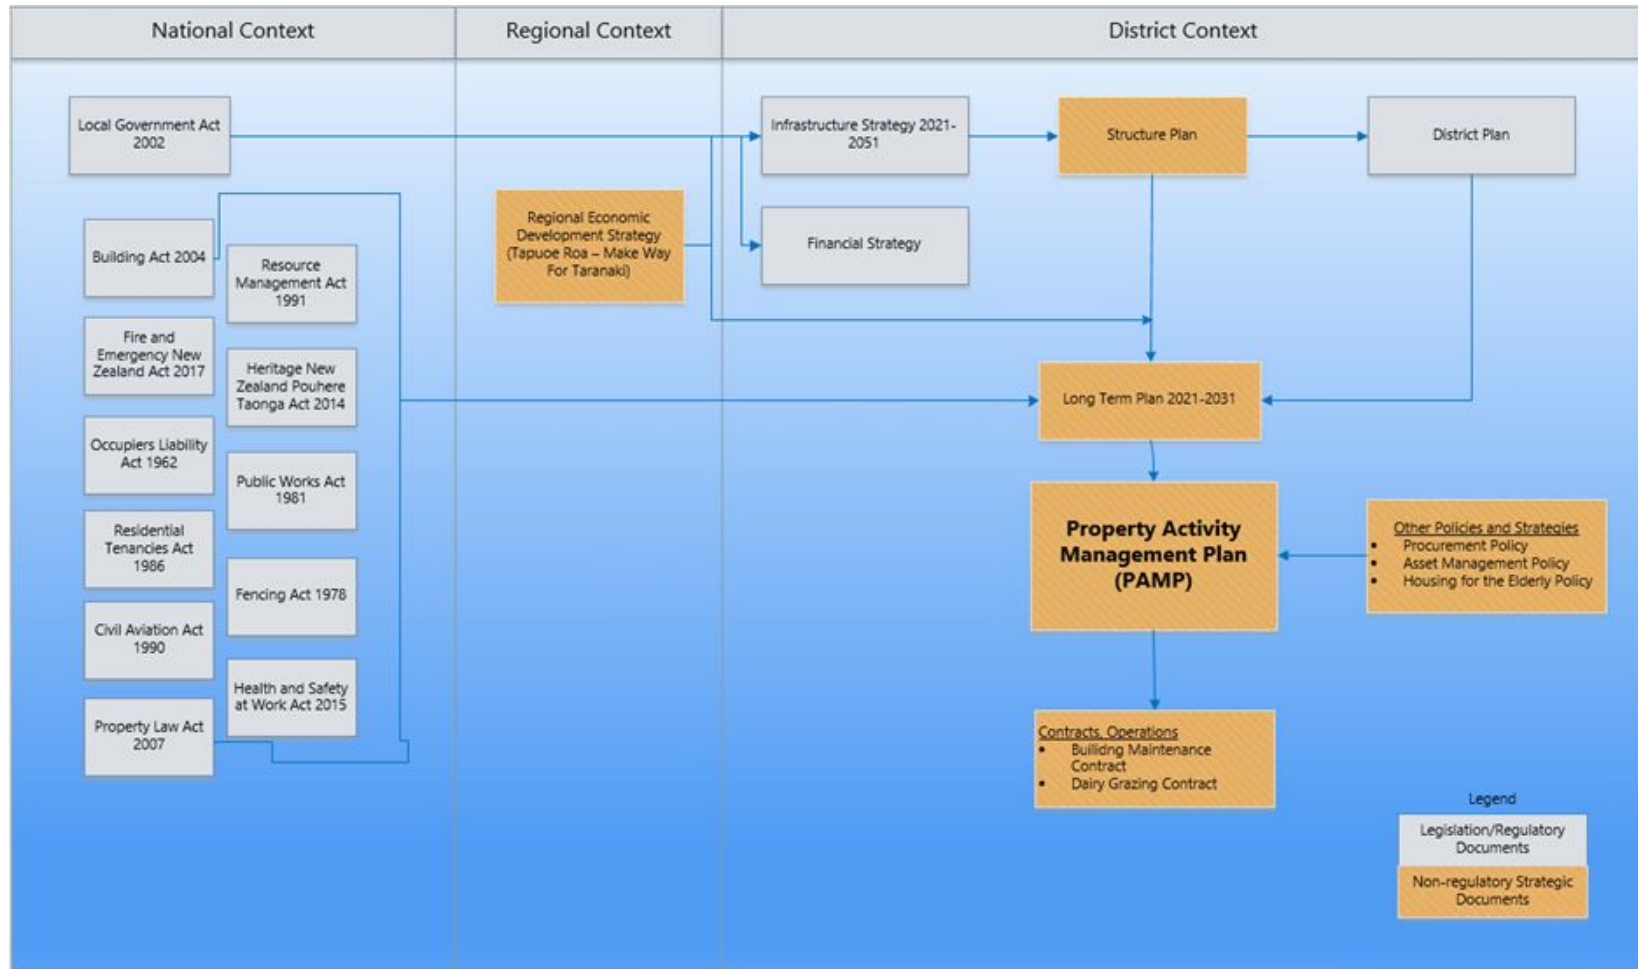 National Context
Regional Context
District Context
Local Government Act
2002
Infrastructure Strategy 2021-
2051
Structure Plan
District Plan
Building Act 2004
Resource
Management Act
1991
Regional Economic
Development Strategy
(Tapuoe Roa – Make Way
For Taranaki)
Financial Strategy
Fire and
Emergency New
Zealand Act 2017
Heritage New
Zealand Pouhere
Taonga Act 2014
Long Term Plan 2021-2031
Occupiers Liability
Act 1962
Public Works Act
1981
Property Activity
Management Plan
(PAMP)
Other Policies and Strategies
• Procurement Policy
• Asset Management Policy
• Housing for the Elderly Policy
Residential
Tenancies Act
1986
Fencing Act 1978
Civil Aviation Act
1990
Health and Safety
at Work Act 2015
Property Law Act
2007
Contracts, Operations
• Builidng Maintenance
Contract
• Dairy Grazing Contract
Legend
Legislation/Regulatory
Documents
Non-regulatory Strategic
Documents